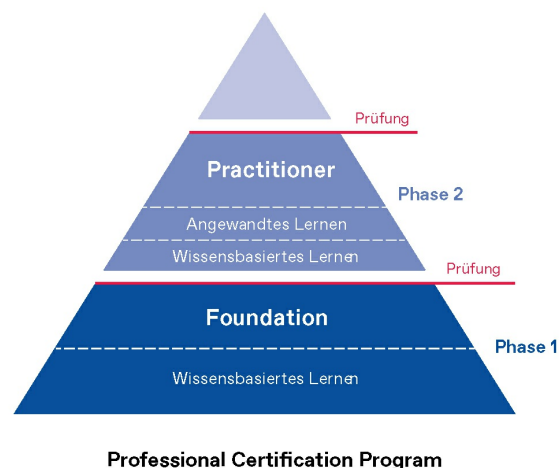 Prüfung
Practitioner
Phase 2
Angewandtes Lernen
Wissensbasiertes Lernen
Prüfung
Foundation
Phase 1
Wissensbasiertes Lernen
Professional Certification Program